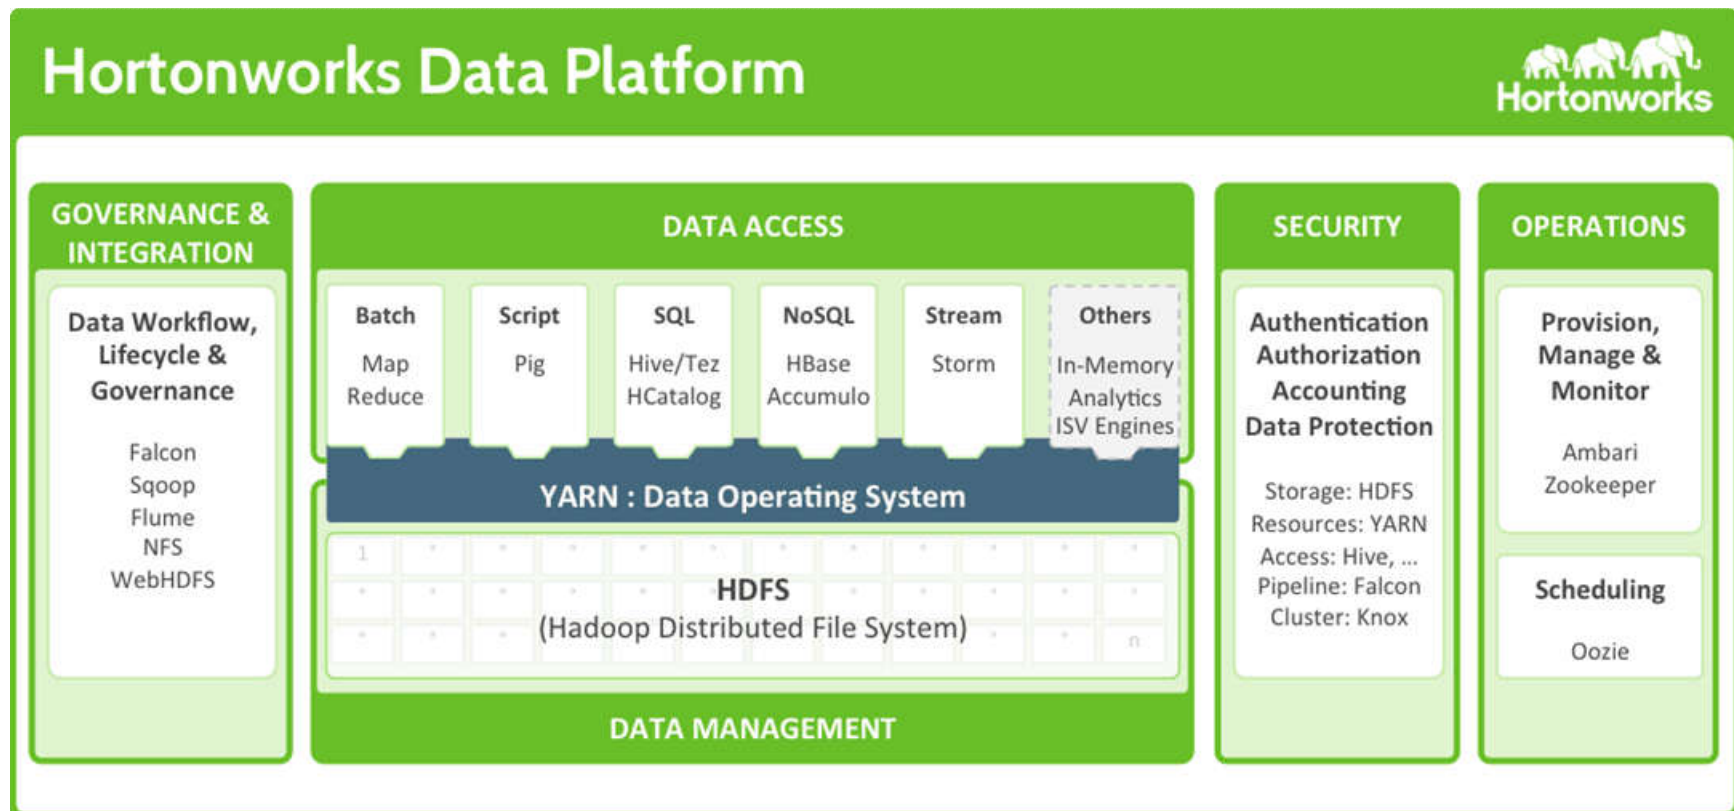 Hortonworks Data Platform
Hortonworks
GOVERNANCE &
INTEGRATION
Data Workflow,
Lifecycle &
Governance
Falcon
Sqoop
Flume
NFS
WebHDFS
DATA ACCESS
Batch
Map
Reduce
Script
Pig
SQL
Hive/Tez
HCatalog
NoSQL
HBase
Accumulo
Stream
Storm
Others
In-Memory
Analytics
ISV Engines
YARN : Data Operating System
1
HDFS
(Hadoop Distributed File System)
n
DATA MANAGEMENT
SECURITY
Authentication
Authorization
Accounting
Data Protection
Storage: HDFS
Resources: YARN
Access: Hive, ...
Pipeline: Falcon
Cluster: Knox
OPERATIONS
Provision,
Manage &
Monitor
Ambari
Zookeeper
Scheduling
Oozie